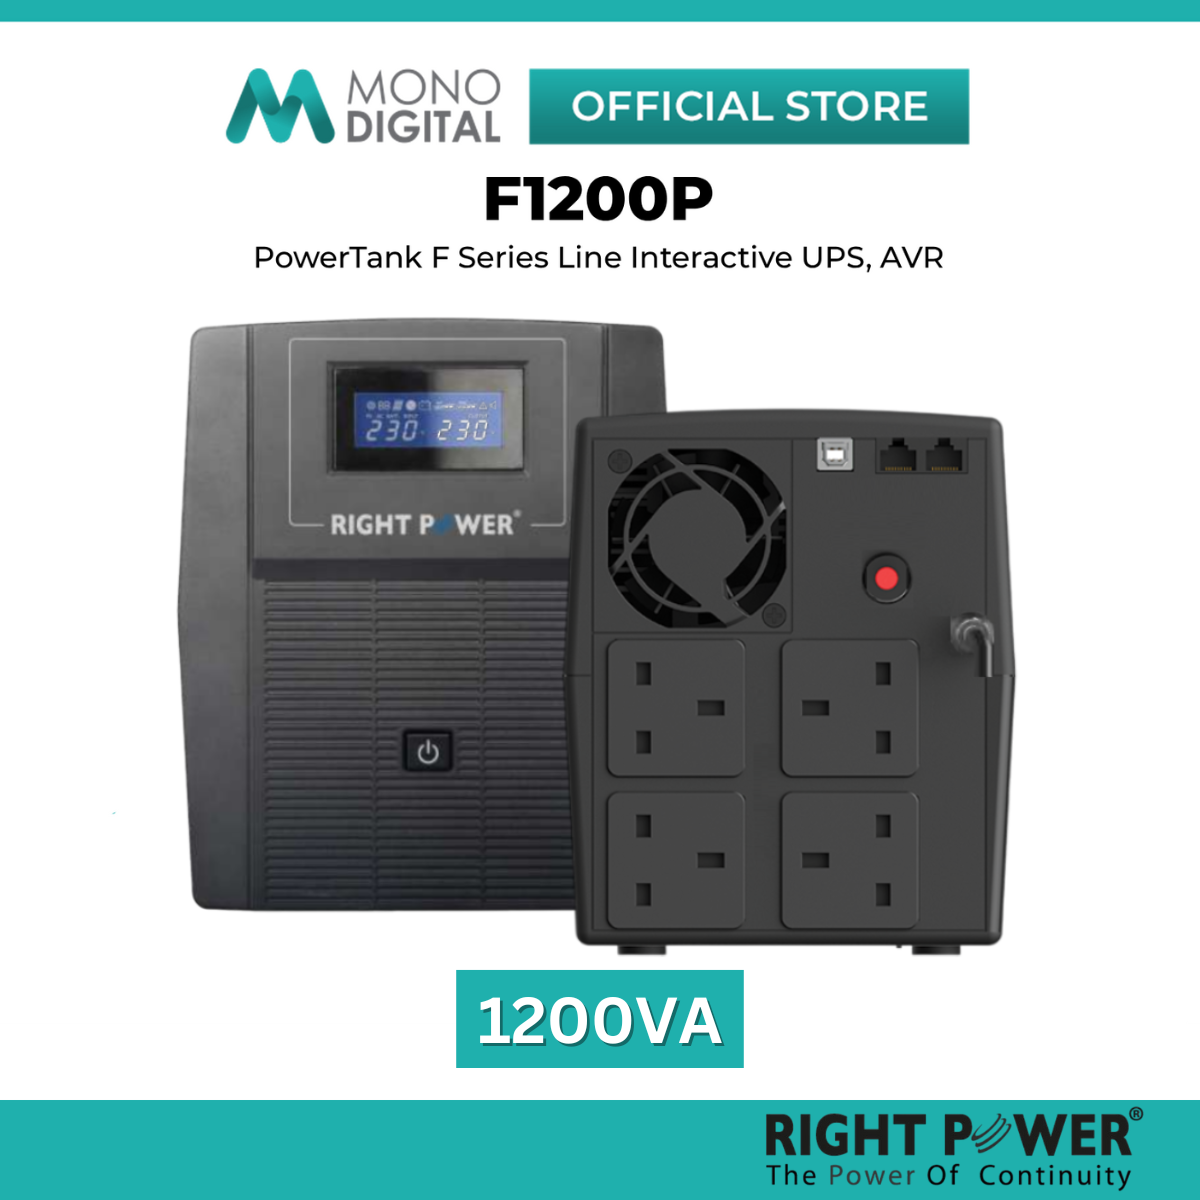 MONO
DIGITAL
OFFICIAL STORE
F1200P
PowerTank F Series Line Interactive UPS, AVR
230 230
RIGHT POWER®
1200VA
RIGHT POWER®
The Power Of Continuity